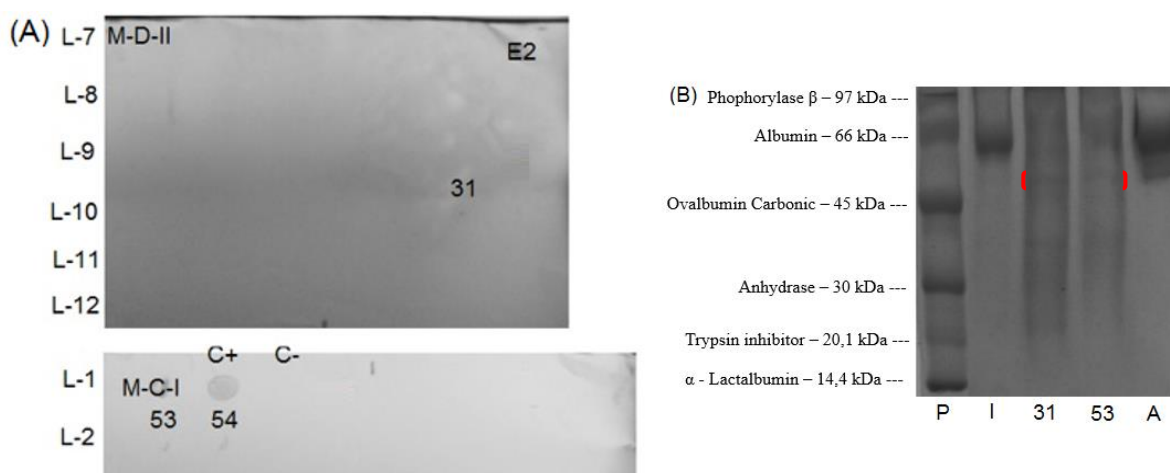 (A)
L-7 M-D-II E2
L-8
L-9
31
L-10
L-11
L-12
C+ C-
L-1 M-C-I
53 54
L-2
(B) Phophorylase β – 97 kDa ---
Albumin – 66 kDa ---
Ovalbumin Carbonic – 45 kDa ---
Anhydrase – 30 kDa ---
Trypsin inhibitor – 20,1 kDa ---
α - Lactalbumin – 14,4 kDa ---
P I 31 53 A